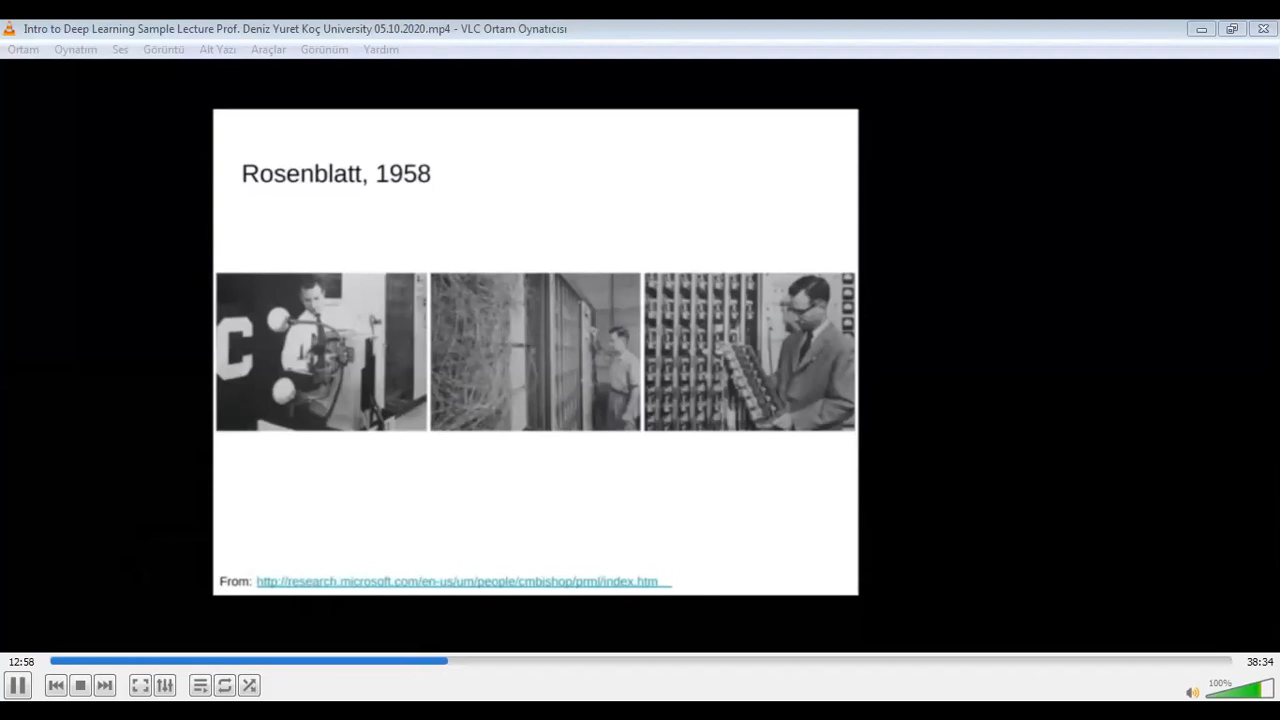 Intro to Deep Learning Sample Lecture Prof. Deniz Yuret Koç University 05.10.2020.mp4 - VLC Ortam Oynatıcısı
Ortam Oynatım Ses Görüntü Alt Yazı Araçlar Görünüm Yardım
Rosenblatt, 1958
C
From: http://research.microsoft.com/en-us/um/people/cmbishop/prml/index.htm
12:58 38:34
100%